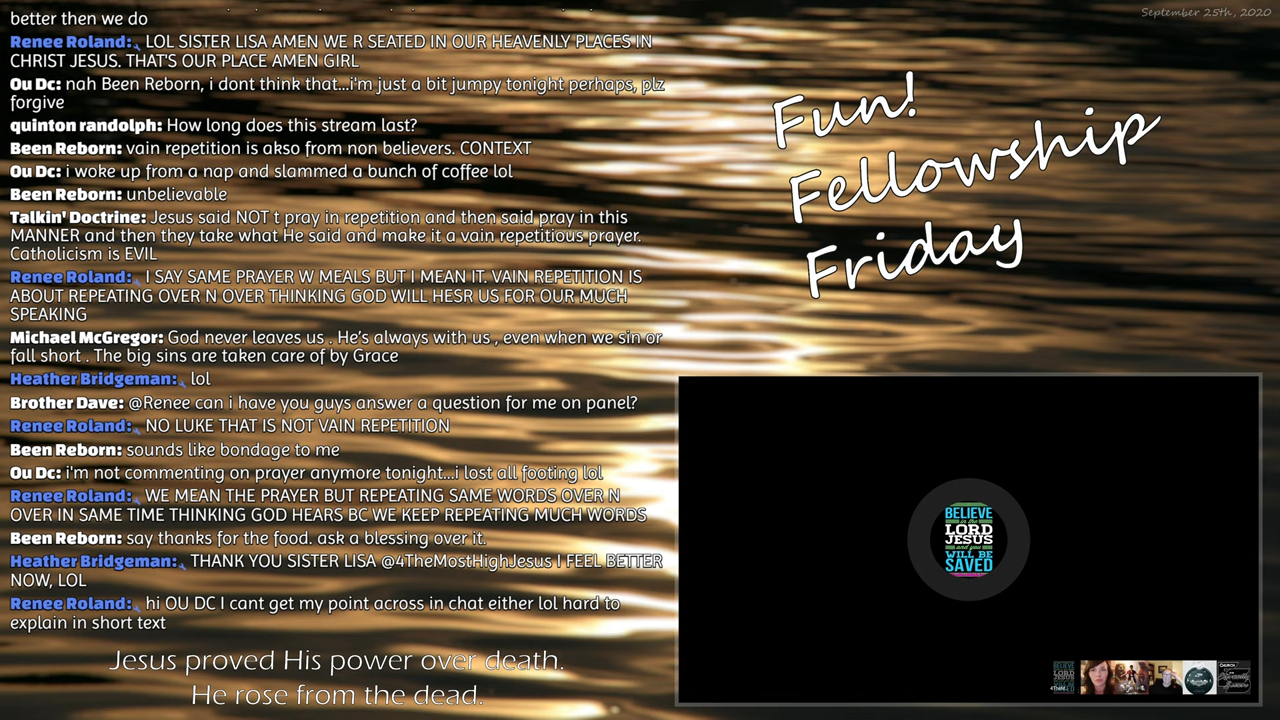 September 25th, 2020
better then we do
Renee Roland: LOL SISTER LISA AMEN WE R SEATED IN OUR HEAVENLY PLACES IN
CHRIST JESUS. THAT'S OUR PLACE AMEN GIRL
Ou Dc: nah Been Reborn, i dont think that...i'm just a bit jumpy tonight perhaps, plz
forgive
quinton randolph: How long does this stream last?
Been Reborn: vain repetition is akso from non believers. CONTEXT
Ou Dc: i woke up from a nap and slammed a bunch of coffee lol
Been Reborn: unbelievable
Talkin' Doctrine: Jesus said NOT t pray in repetition and then said pray in this
MANNER and then they take what He said and make it a vain repetitious prayer.
Catholicism is EVIL
Renee Roland: I SAY SAME PRAYER W MEALS BUT I MEAN IT. VAIN REPETITION IS
ABOUT REPEATING OVER N OVER THINKING GOD WILL HESR US FOR OUR MUCH
SPEAKING
Michael McGregor: God never leaves us . He's always with us , even when we sin or
fall short . The big sins are taken care of by Grace
Heather Bridgeman: lol
Brother Dave: @Renee can i have you guys answer a question for me on panel?
Renee Roland: NO LUKE THAT IS NOT VAIN REPETITION
Been Reborn: sounds like bondage to me
Ou Dc: i'm not commenting on prayer anymore tonight...i lost all footing lol
Renee Roland: WE MEAN THE PRAYER BUT REPEATING SAME WORDS OVER N
OVER IN SAME TIME THINKING GOD HEARS BC WE KEEP REPEATING MUCH WORDS
Been Reborn: say thanks for the food. ask a blessing over it.
Heather Bridgeman: THANK YOU SISTER LISA @4TheMostHighJesus I FEEL BETTER
NOW, LOL
Renee Roland: hi OU DC I cant get my point across in chat either lol hard to
explain in short text
Jesus proved His power over death.
He rose from the dead.
Fun!
Fellowship
Friday
BELIEVE
in the
LORD
JESUS
and you
WILL BE
SAVED